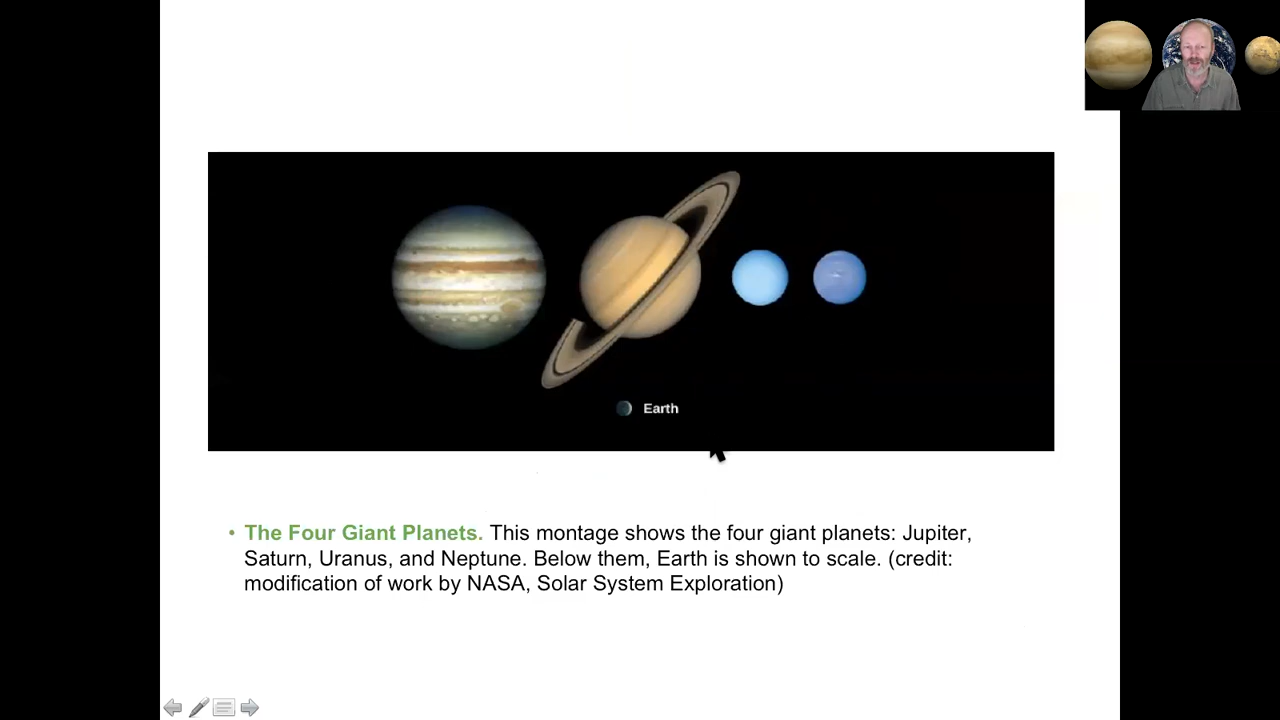 Earth
• The Four Giant Planets. This montage shows the four giant planets: Jupiter,
Saturn, Uranus, and Neptune. Below them, Earth is shown to scale. (credit:
modification of work by NASA, Solar System Exploration)